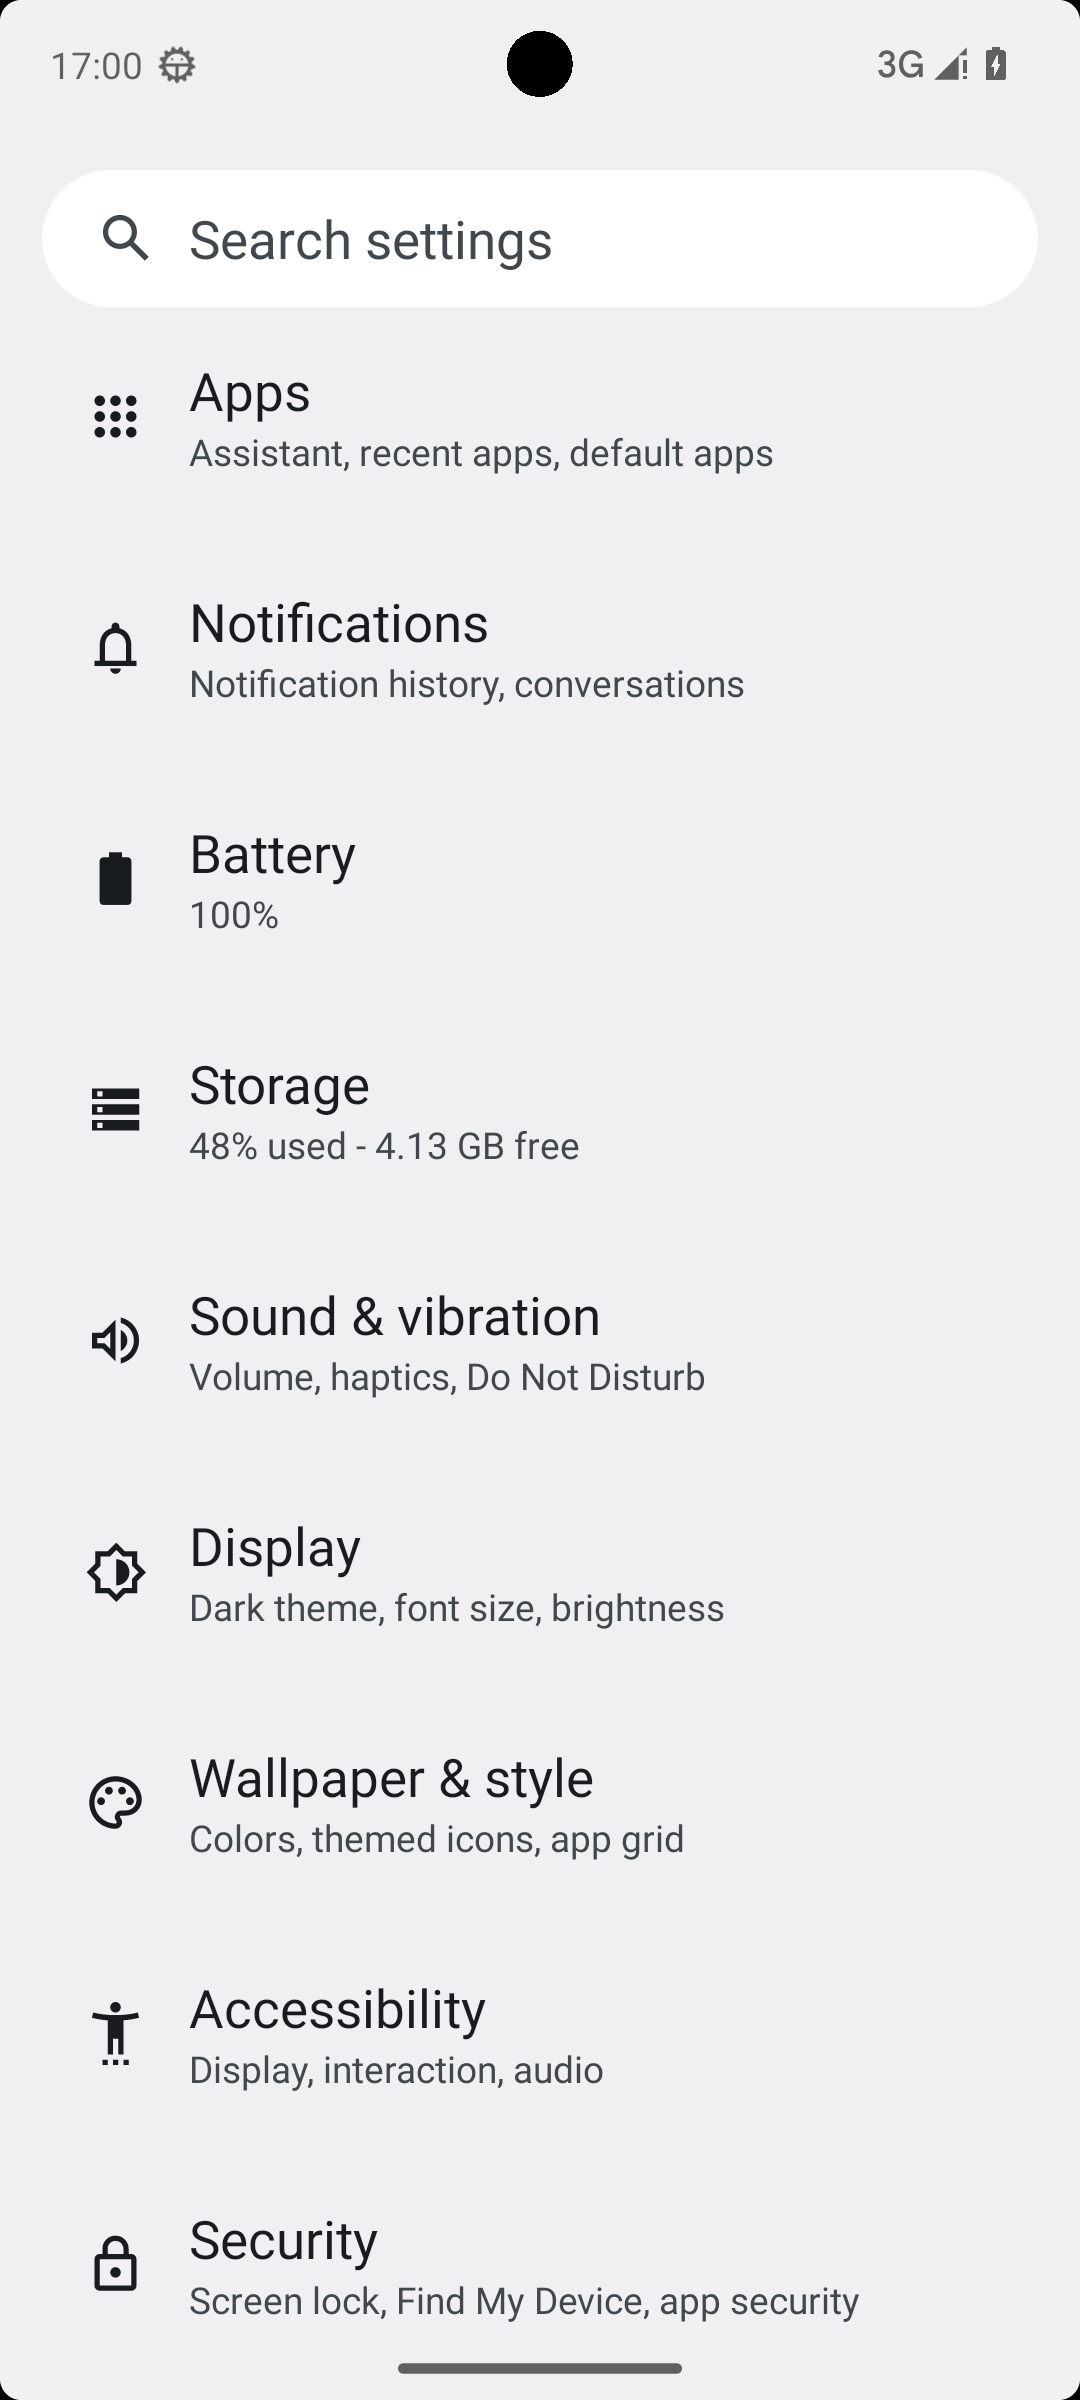 17:00
3G
Search settings
Apps
Assistant, recent apps, default apps
Notifications
Notification history, conversations
Battery
100%
Storage
48% used - 4.13 GB free
Sound & vibration
Volume, haptics, Do Not Disturb
Display
Dark theme, font size, brightness
Wallpaper & style
Colors, themed icons, app grid
Accessibility
Display, interaction, audio
Security
Screen lock, Find My Device, app security